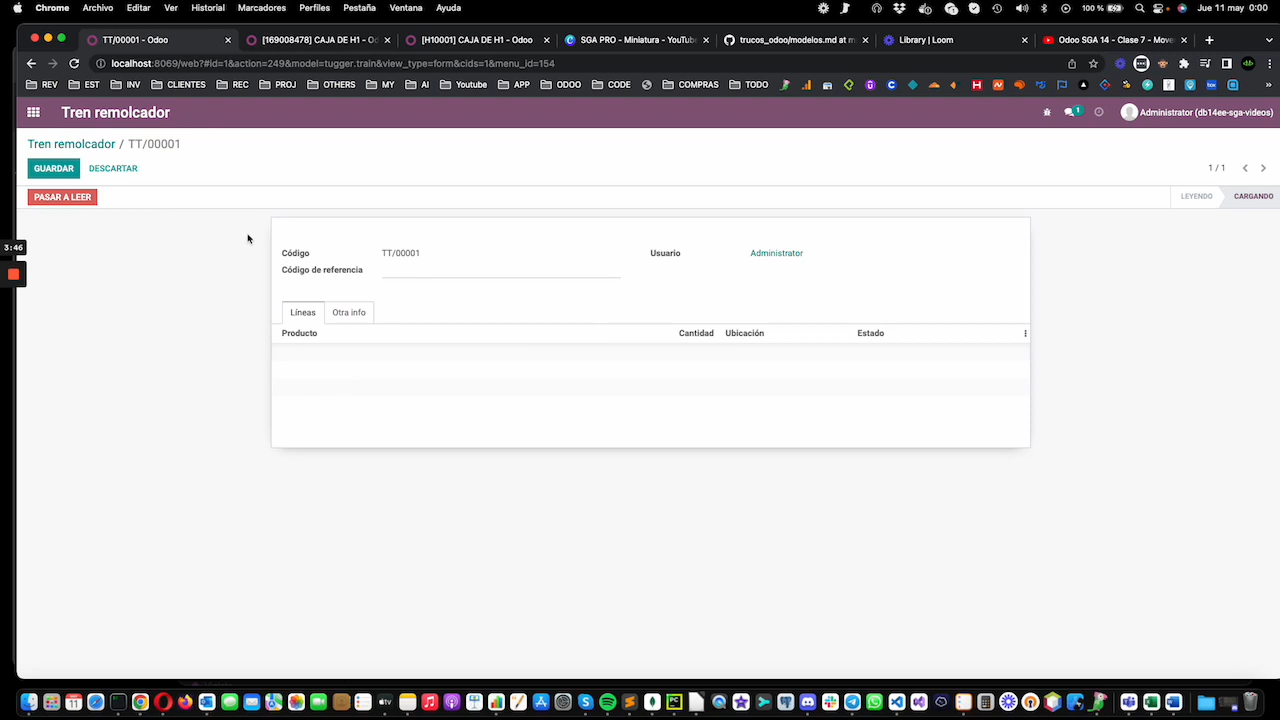 Chrome Archivo Editar Ver Historial Marcadores Perfiles Pestaña Ventana Ayuda 100 % Jue 11 may 0:00
TT/00001 - Odoo [169008478] CAJA DE H1 - Od [H10001] CAJA DE H1 - Odoo SGA PRO - Miniatura - YouTube trucos_odoo/modelos.md at m Library | Loom Odoo SGA 14 - Clase 7 - Move
localhost:8069/web?#id=1&action=249&model=tugger.train&view_type=form&cids=1&menu_id=154
REV EST INV CLIENTES REC PROJ OTHERS MY AI Youtube APP ODOO CODE COMPRAS TODO
Tren remolcador 1 Administrator (db14ee-sga-videos)
Tren remolcador / TT/00001
GUARDAR DESCARTAR 1 / 1
PASAR A LEER LEYENDO CARGANDO
3:46
Código TT/00001 Usuario Administrator
Código de referencia
Líneas Otra info
Producto Cantidad Ubicación Estado